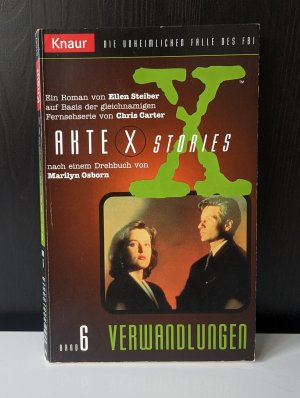 Knaur
DIE UNHEIMLICHEN FÄLLE DES FBI
Ein Roman von Ellen Steiber
auf Basis der gleichnamigen
Fernsehserie von Chris Carter
AKTE X STORIES
nach einem Drehbuch von
Marilyn Osborn
X
BAND 6 VERWANDLUNGEN
Knaur